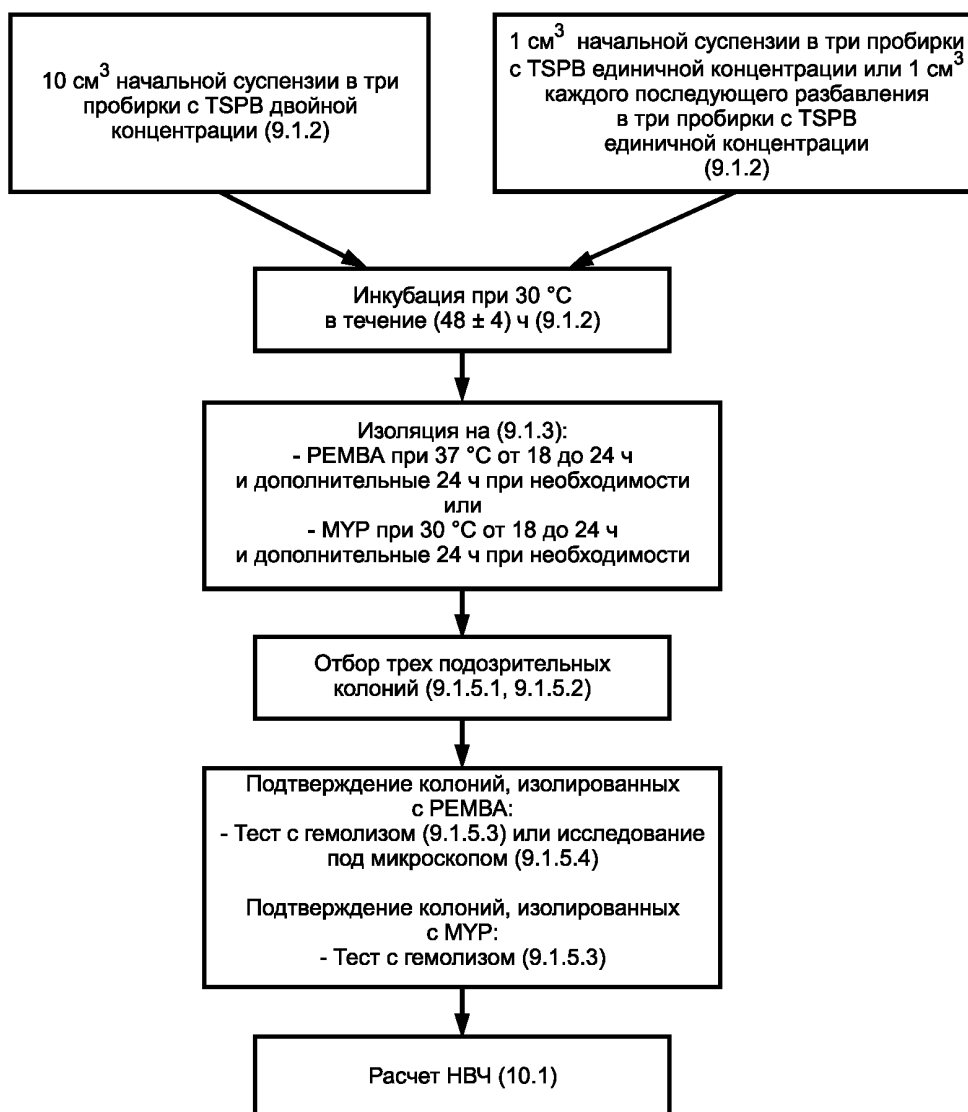 10 см³ начальной суспензии в три
пробирки с TSPB двойной
концентрации (9.1.2)
1 см³ начальной суспензии в три пробирки
с TSPB единичной концентрации или 1 см³
каждого последующего разбавления
в три пробирки с TSPB
единичной концентрации
(9.1.2)
Инкубация при 30 °C
в течение (48 ± 4) ч (9.1.2)
Изоляция на (9.1.3):
- PEMBA при 37 °C от 18 до 24 ч
и дополнительные 24 ч при необходимости
или
- MYP при 30 °C от 18 до 24 ч
и дополнительные 24 ч при необходимости
Отбор трех подозрительных
колоний (9.1.5.1, 9.1.5.2)
Подтверждение колоний, изолированных
с PEMBA:
- Тест с гемолизом (9.1.5.3) или исследование
под микроскопом (9.1.5.4)
Подтверждение колоний, изолированных
с MYP:
- Тест с гемолизом (9.1.5.3)
Расчет НВЧ (10.1)